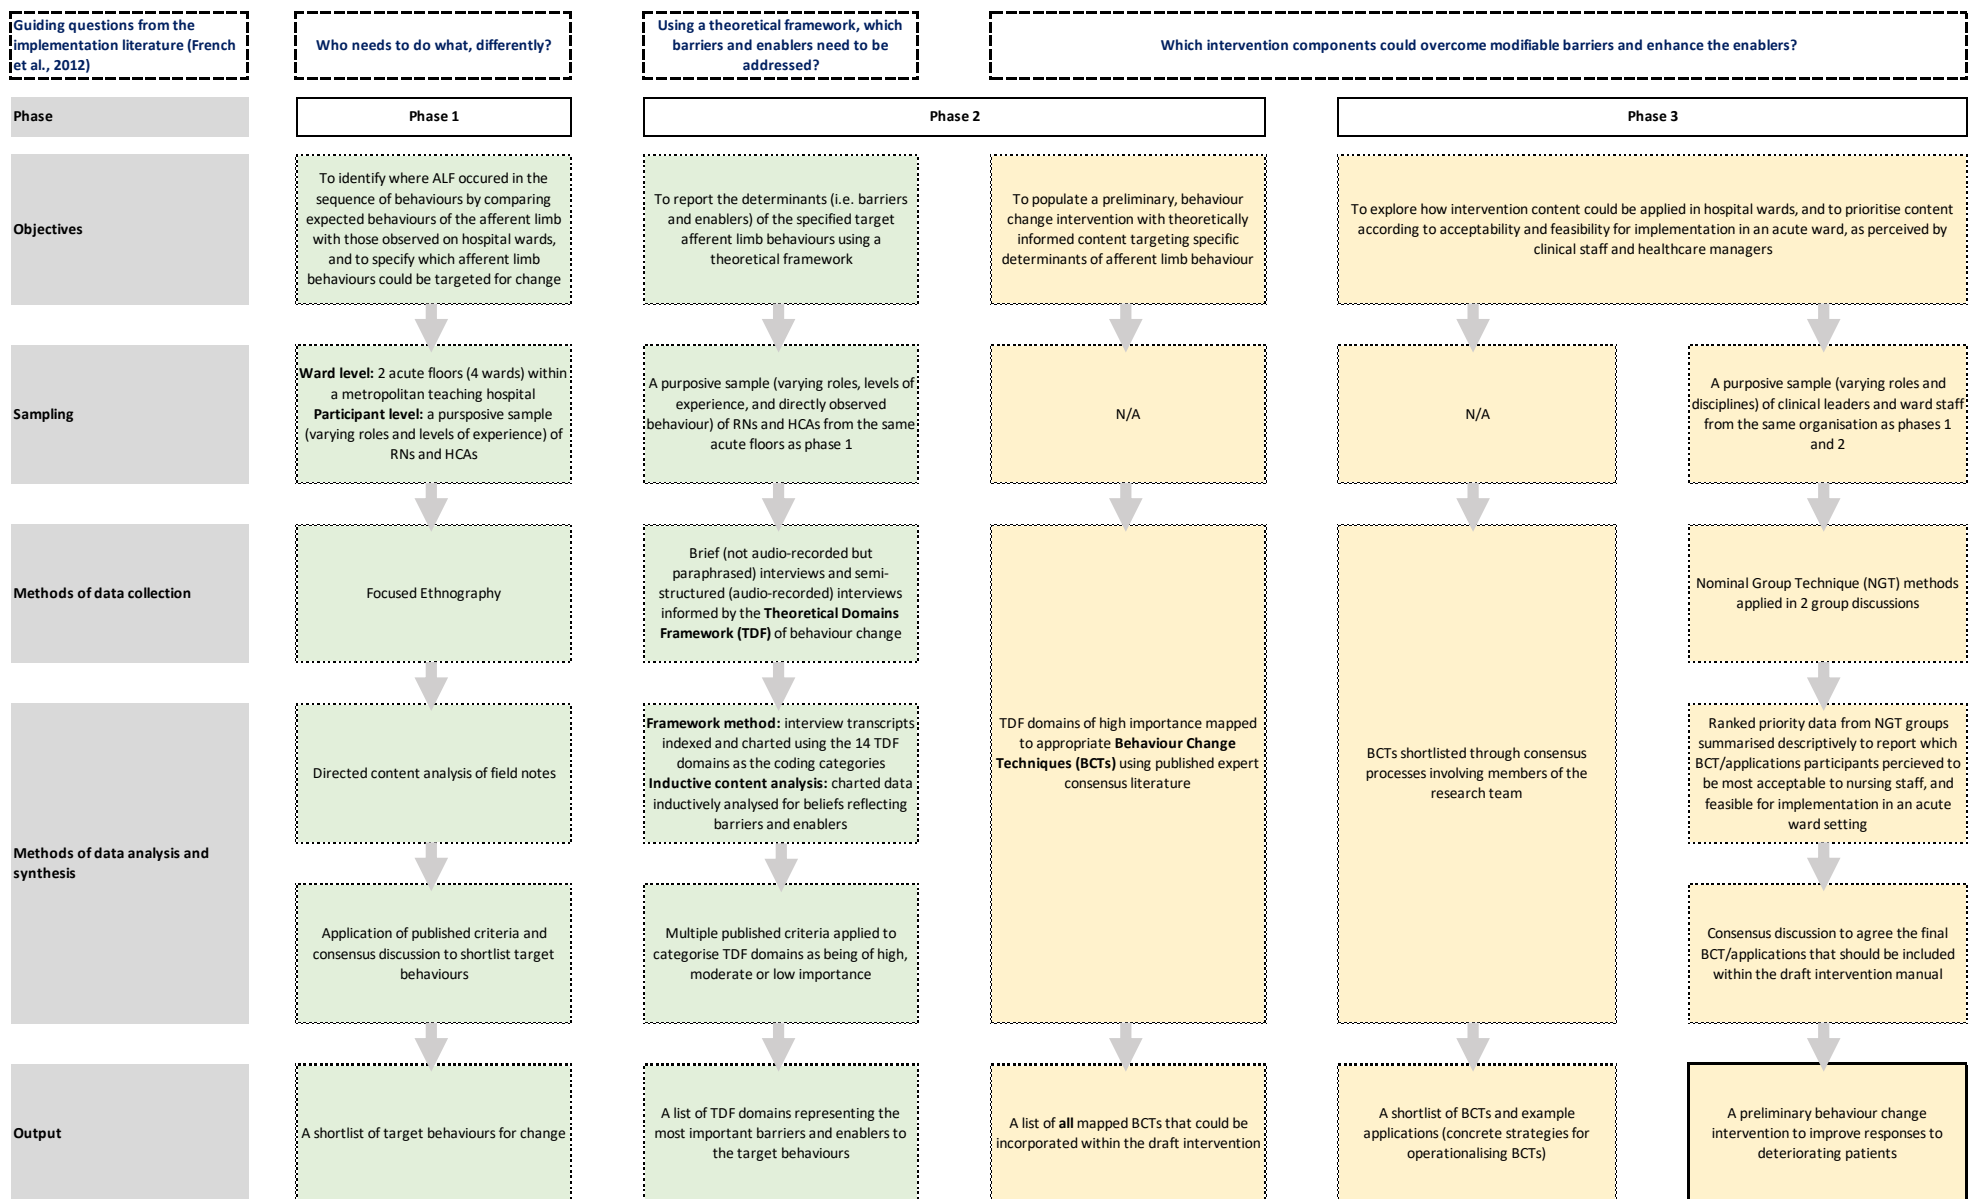 Guiding questions from the
implementation literature (French
et al., 2012)
Who needs to do what, differently?
Using a theoretical framework, which
barriers and enablers need to be
addressed?
Which intervention components could overcome modifiable barriers and enhance the enablers?
Phase
Phase 1
Phase 2
Phase 3
Objectives
To identify where ALF occured in the
sequence of behaviours by comparing
expected behaviours of the afferent limb
with those observed on hospital wards,
and to specify which afferent limb
behaviours could be targeted for change
To report the determinants (i.e. barriers
and enablers) of the specified target
afferent limb behaviours using a
theoretical framework
To populate a preliminary, behaviour
change intervention with theoretically
informed content targeting specific
determinants of afferent limb behaviour
To explore how intervention content could be applied in hospital wards, and to prioritise content
according to acceptability and feasibility for implementation in an acute ward, as perceived by
clinical staff and healthcare managers
Sampling
Ward level: 2 acute floors (4 wards) within
a metropolitan teaching hospital
Participant level: a pursposive sample
(varying roles and levels of experience) of
RNs and HCAs
A purposive sample (varying roles, levels of
experience, and directly observed
behaviour) of RNs and HCAs from the same
acute floors as phase 1
N/A
N/A
A purposive sample (varying roles and
disciplines) of clinical leaders and ward staff
from the same organisation as phases 1
and 2
Methods of data collection
Focused Ethnography
Brief (not audio-recorded but
paraphrased) interviews and semi-
structured (audio-recorded) interviews
informed by the Theoretical Domains
Framework (TDF) of behaviour change
Nominal Group Technique (NGT) methods
applied in 2 group discussions
Methods of data analysis and
synthesis
Directed content analysis of field notes
Framework method: interview transcripts
indexed and charted using the 14 TDF
domains as the coding categories
Inductive content analysis: charted data
inductively analysed for beliefs reflecting
barriers and enablers
TDF domains of high importance mapped
to appropriate Behaviour Change
Techniques (BCTs) using published expert
consensus literature
BCTs shortlisted through consensus
processes involving members of the
research team
Ranked priority data from NGT groups
summarised descriptively to report which
BCT/applications participants percieved to
be most acceptable to nursing staff, and
feasible for implementation in an acute
ward setting
Application of published criteria and
consensus discussion to shortlist target
behaviours
Multiple published criteria applied to
categorise TDF domains as being of high,
moderate or low importance
Consensus discussion to agree the final
BCT/applications that should be included
within the draft intervention manual
Output
A shortlist of target behaviours for change
A list of TDF domains representing the
most important barriers and enablers to
the target behaviours
A list of all mapped BCTs that could be
incorporated within the draft intervention
A shortlist of BCTs and example
applications (concrete strategies for
operationalising BCTs)
A preliminary behaviour change
intervention to improve responses to
deteriorating patients